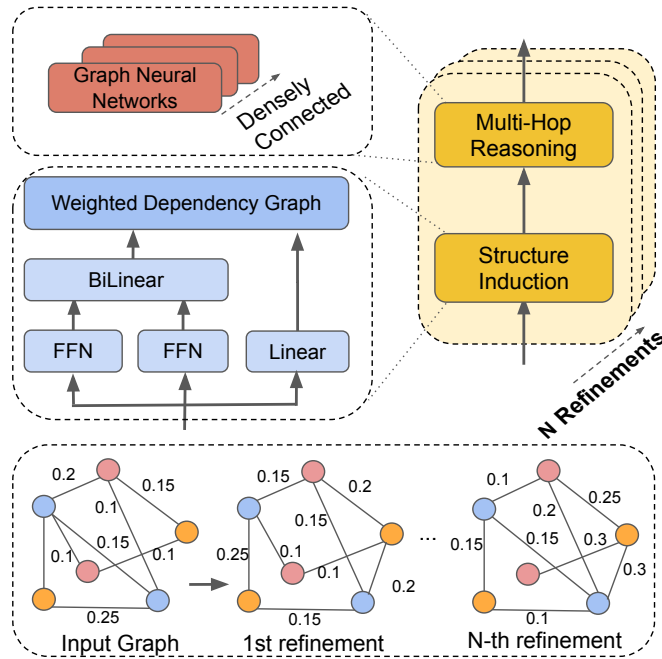 Graph Neural
Networks
Densely
Connected
Multi-Hop
Reasoning
Weighted Dependency Graph
Structure
Induction
BiLinear
FFN
FFN
Linear
N Refinements
0.2
0.15
0.1
0.1
0.15
0.1
0.25
Input Graph
0.15
0.2
0.15
0.25
0.1
0.1
0.2
0.15
1st refinement
...
0.1
0.25
0.2
0.15
0.15
0.3
0.3
0.1
N-th refinement